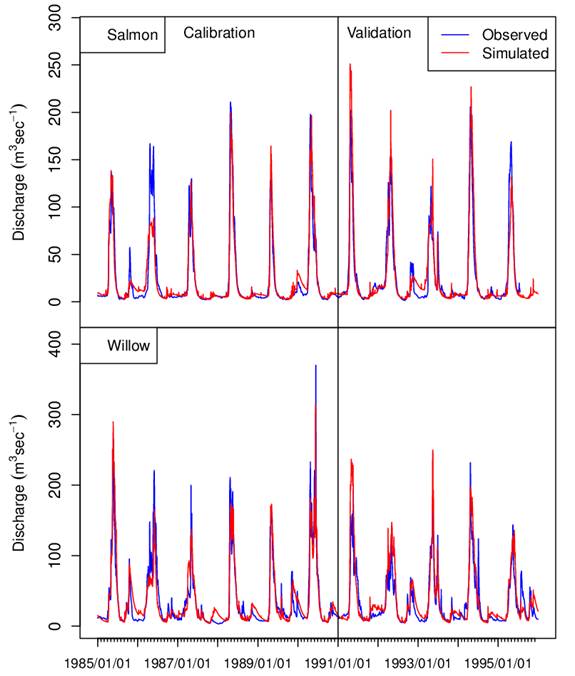 Salmon
Calibration
Validation
Observed
Simulated
Discharge (m³sec⁻¹)
300
250
200
150
100
50
0
Willow
Discharge (m³sec⁻¹)
400
300
200
100
0
1985/01/01 1987/01/01 1989/01/01 1991/01/01 1993/01/01 1995/01/01